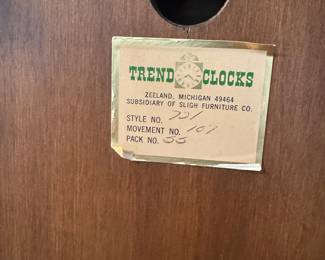 TREND CLOCKS
ZEELAND, MICHIGAN 49464
SUBSIDIARY OF SLIGH FURNITURE CO.
STYLE NO. 721
MOVEMENT NO. 107
PACK NO. 55